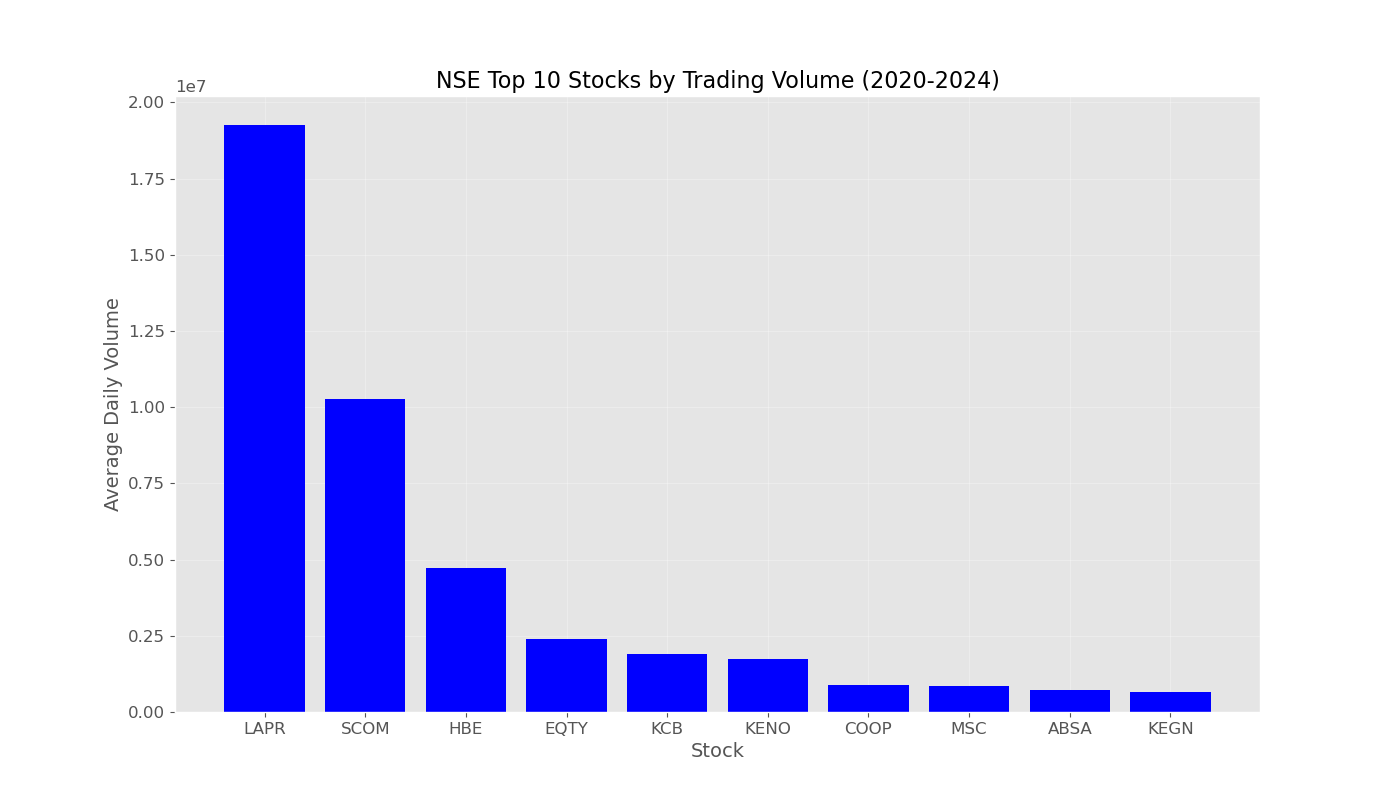 NSE Top 10 Stocks by Trading Volume (2020-2024)
1e7
2.00
1.75
1.50
1.25
1.00
0.75
0.50
0.25
0.00
Average Daily Volume
LAPR SCOM HBE EQTY KCB KENO COOP MSC ABSA KEGN
Stock